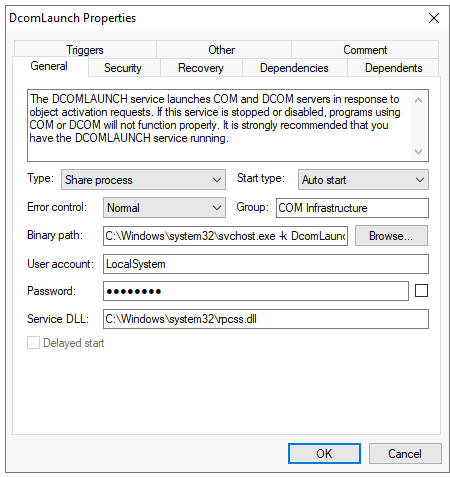 DcomLaunch Properties
Triggers Other Comment
General Security Recovery Dependencies Dependents
The DCOMLAUNCH service launches COM and DCOM servers in response to
object activation requests. If this service is stopped or disabled, programs using
COM or DCOM will not function properly. It is strongly recommended that you
have the DCOMLAUNCH service running.
Type: Share process Start type: Auto start
Error control: Normal Group: COM Infrastructure
Binary path: C:\Windows\system32\svchost.exe -k DcomLaunc Browse...
User account: LocalSystem
Password: ●●●●●●●●
Service DLL: C:\Windows\system32\rpcss.dll
Delayed start
OK Cancel